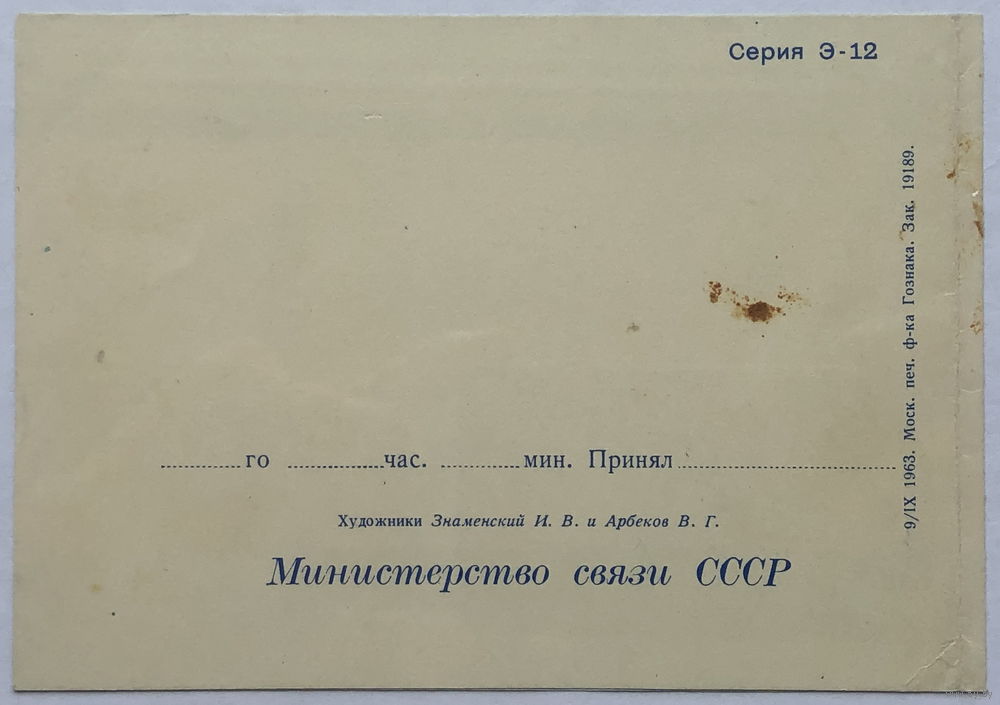 Серия Э-12
9/IX 1963. Моск. печ. ф-ка Гознака. Зак. 19189.
го час. мин. Принял
Художники Знаменский И. В. и Арбеков В. Г.
Министерство связи СССР